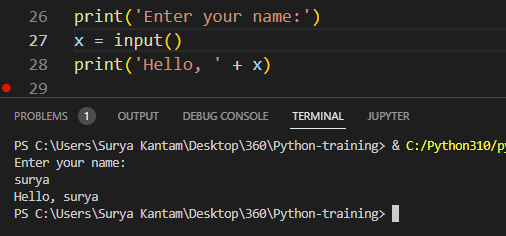 26 print('Enter your name:')
27 x = input()
28 print('Hello, ' + x)
29
PROBLEMS 1 OUTPUT DEBUG CONSOLE TERMINAL JUPYTER
PS C:\Users\Surya Kantam\Desktop\360\Python-training> & C:/Python310/py
Enter your name:
surya
Hello, surya
PS C:\Users\Surya Kantam\Desktop\360\Python-training>